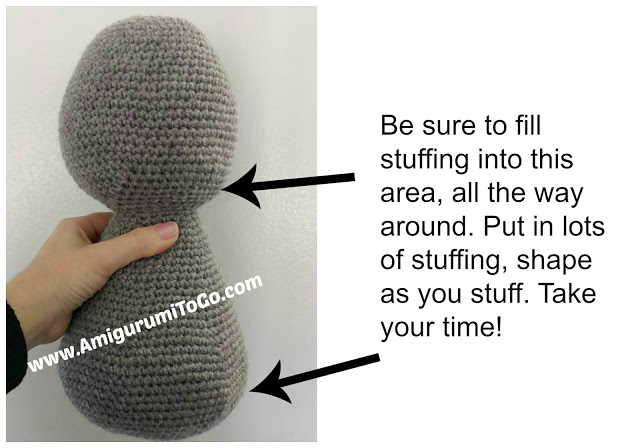 Be sure to fill
stuffing into this
area, all the way
around. Put in lots
of stuffing, shape
as you stuff. Take
your time!
www.AmigurumiToGo.com